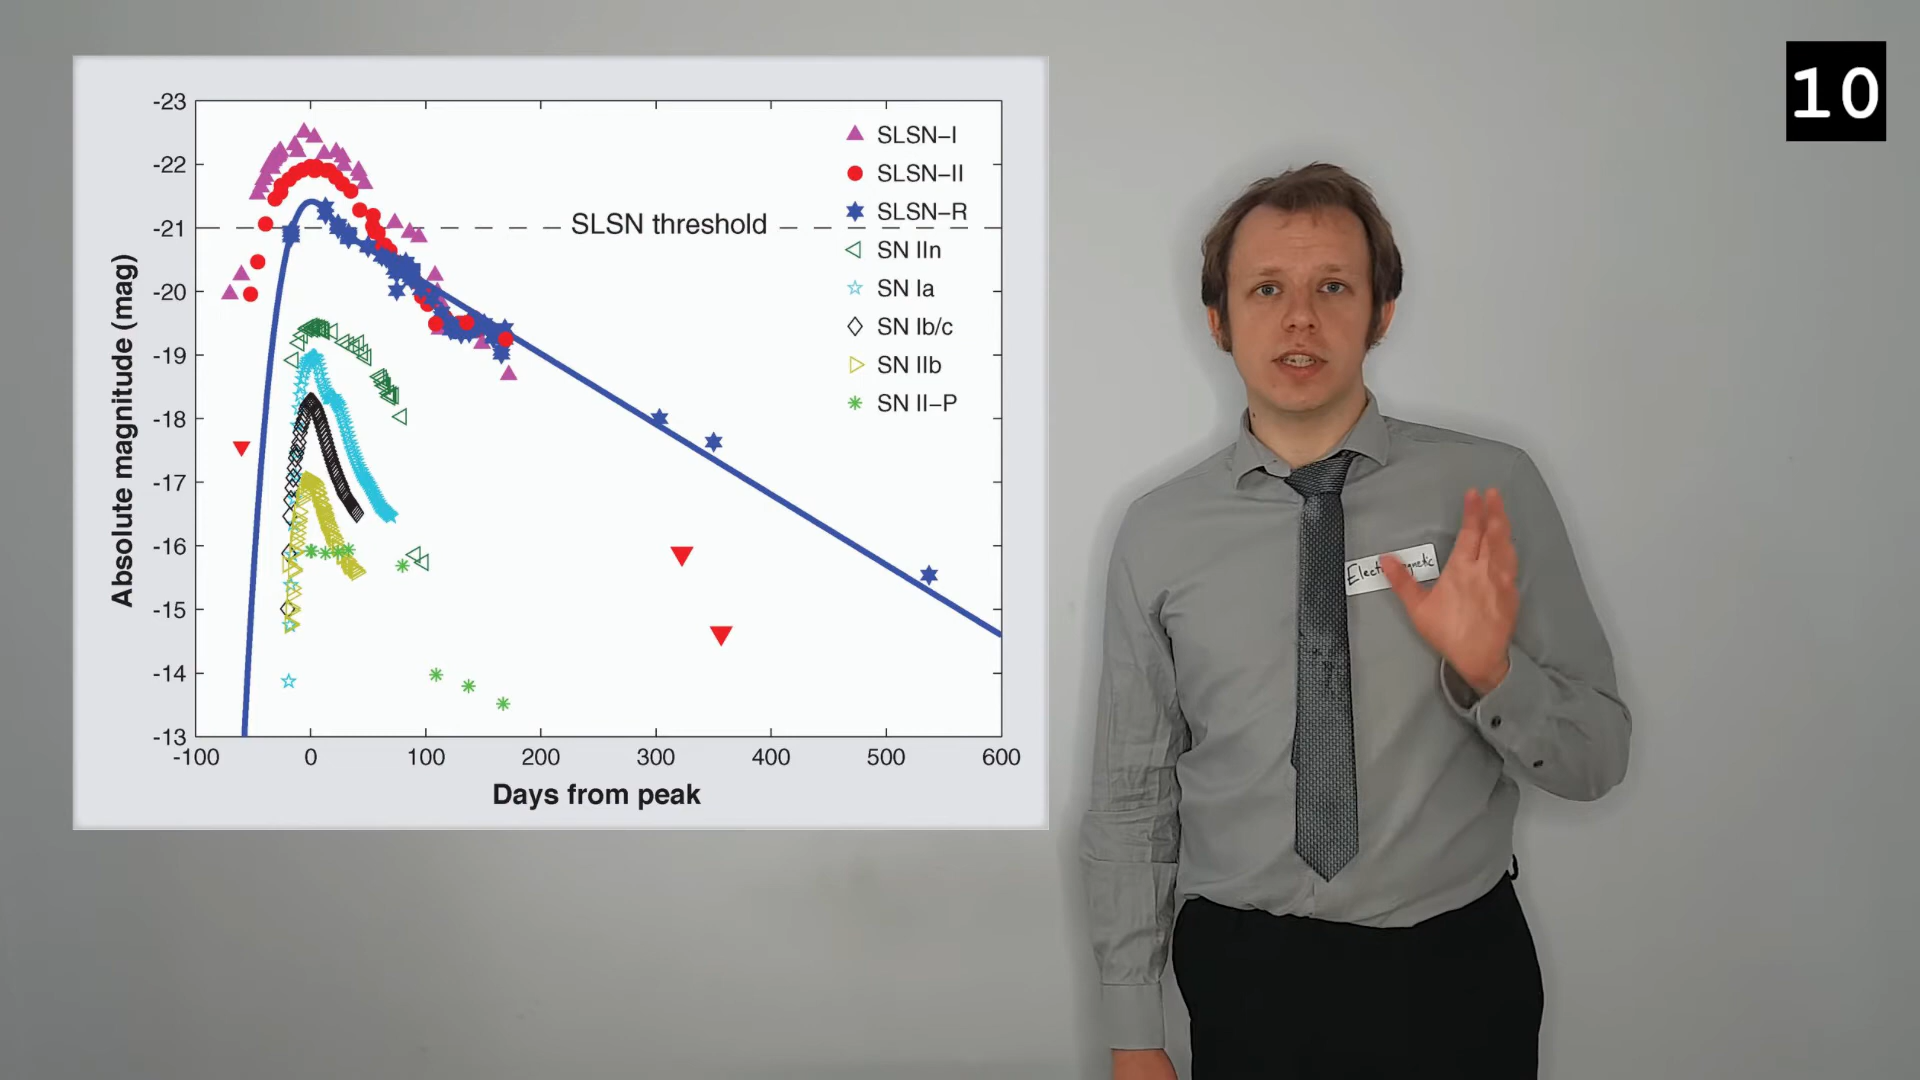 10
-23
-22
-21
-20
-19
-18
-17
-16
-15
-14
-13
Absolute magnitude (mag)
SLSN-I
SLSN-II
SLSN-R
SLSN threshold
SN IIn
SN Ia
SN Ib/c
SN IIb
SN II-P
-100 0 100 200 300 400 500 600
Days from peak